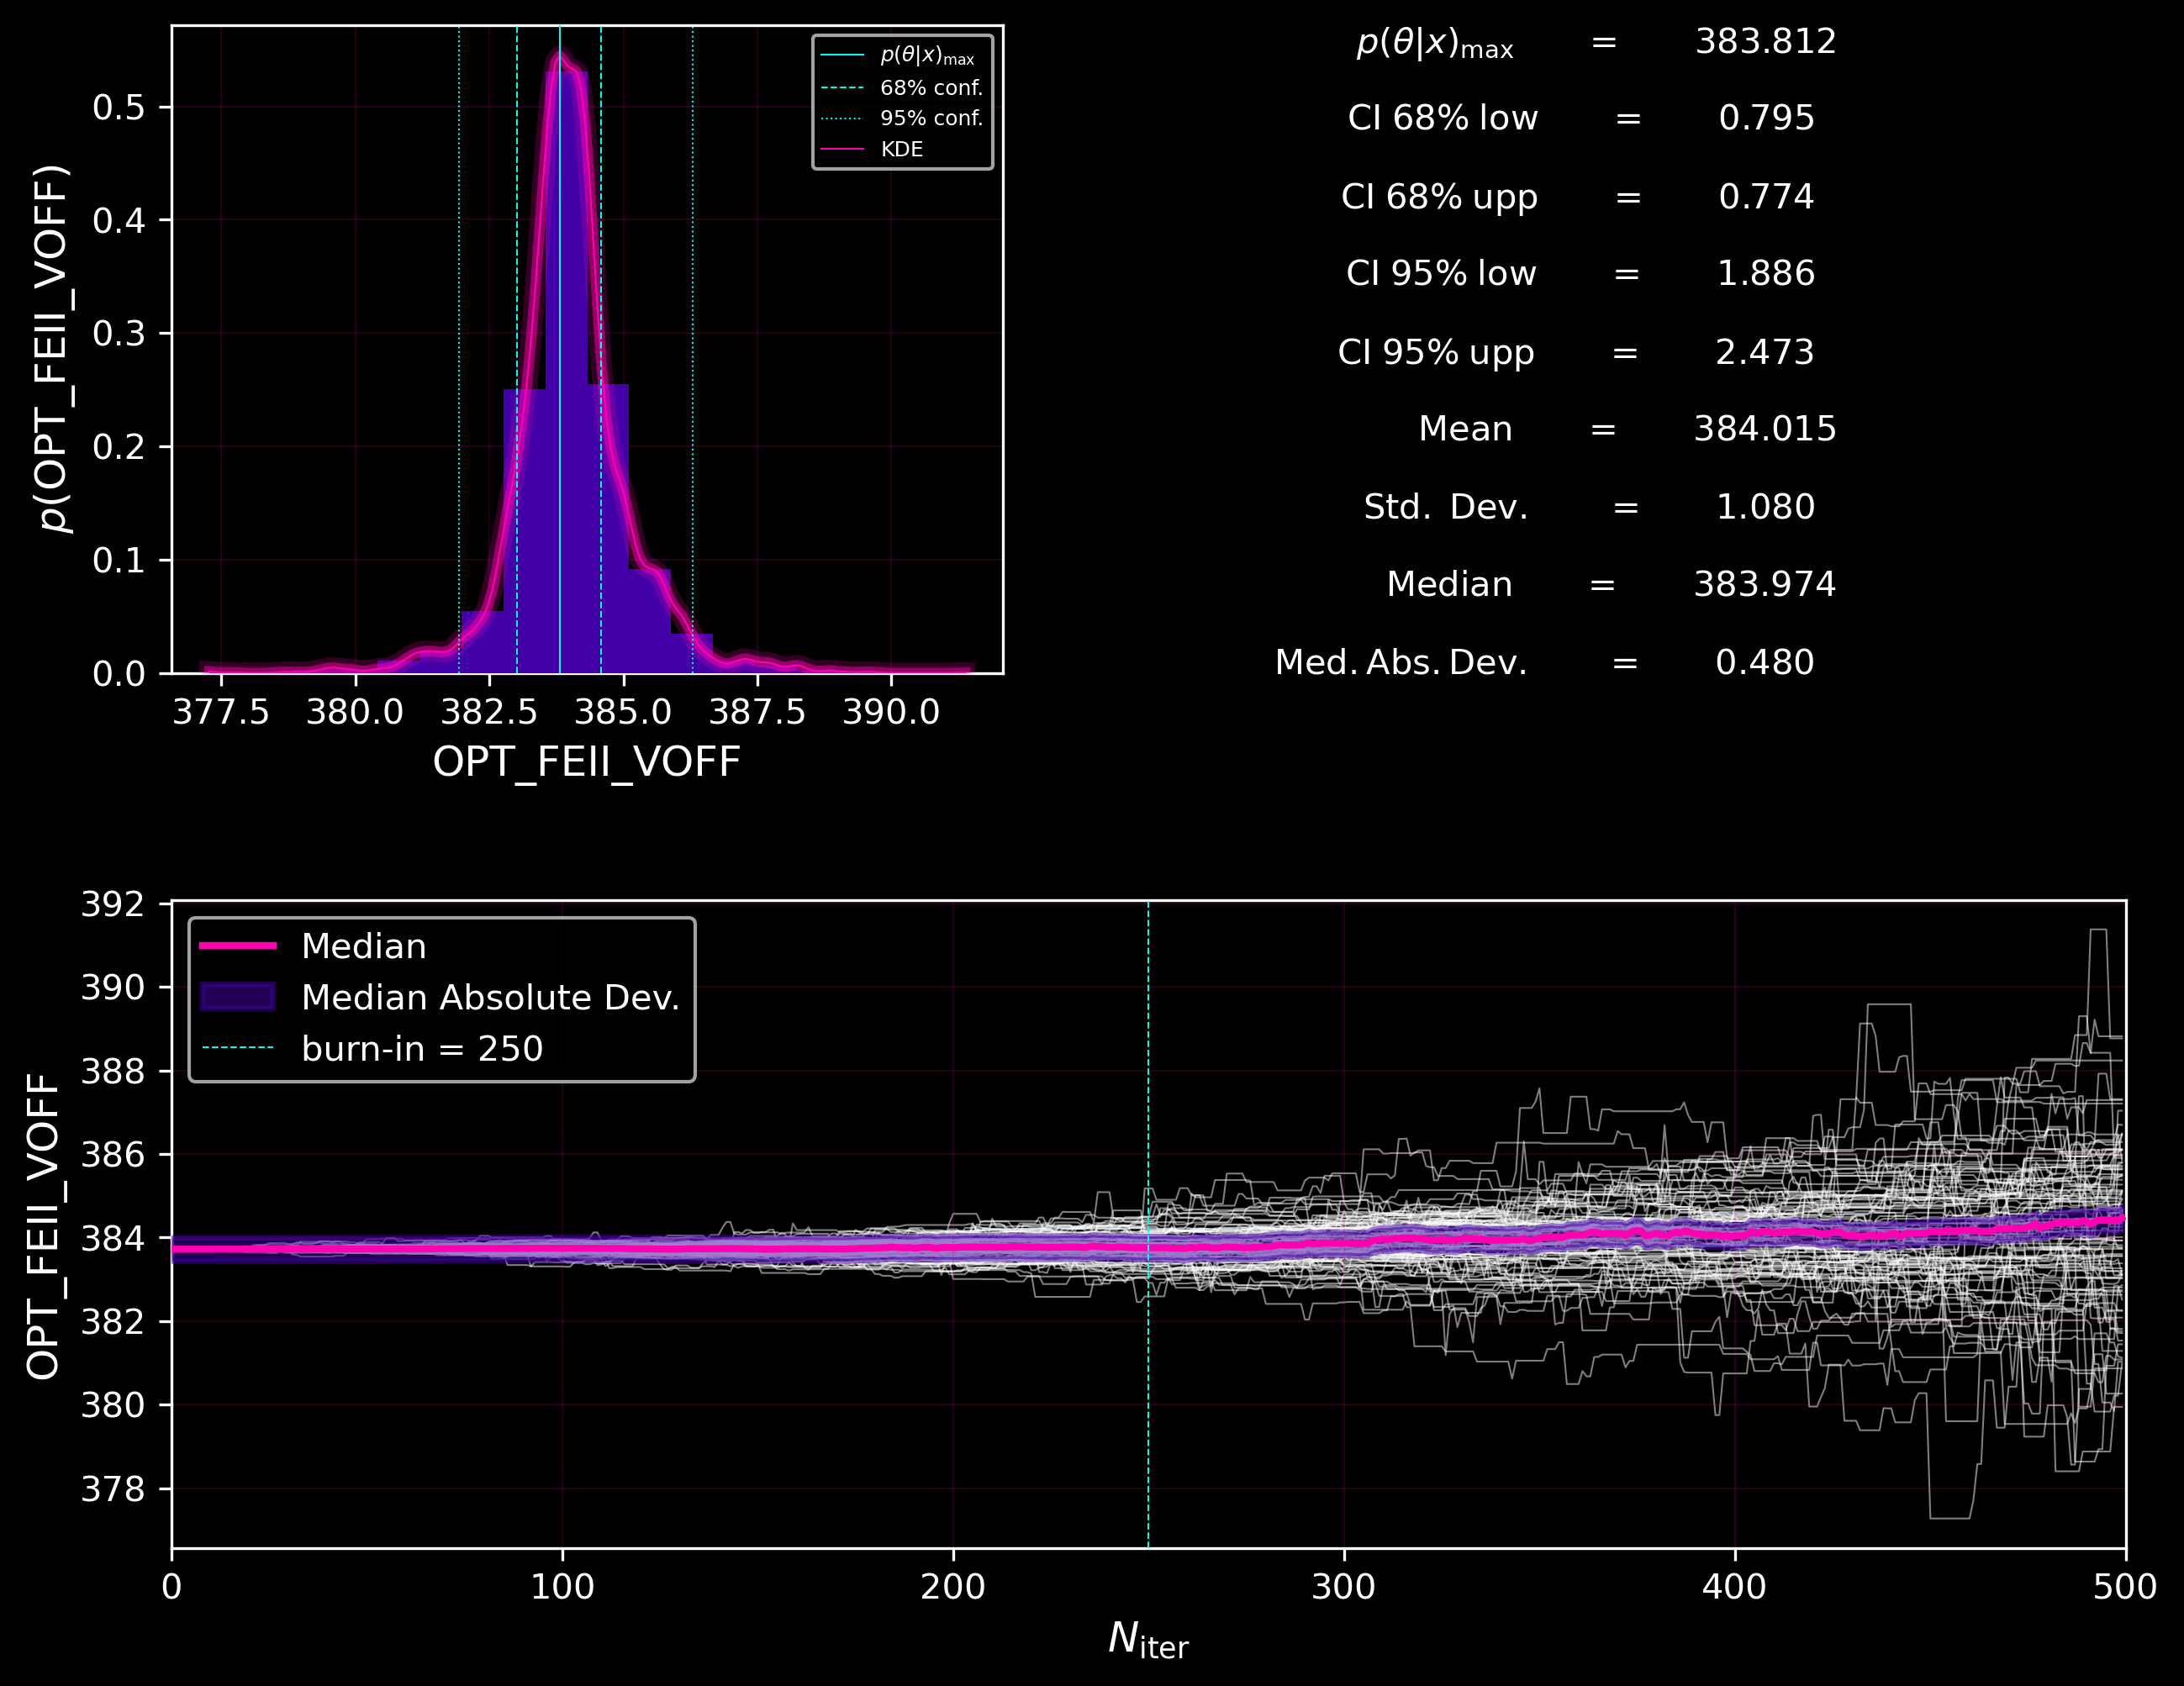 p(OPT_FEII_VOFF)
0.5
0.4
0.3
0.2
0.1
0.0
377.5 380.0 382.5 385.0 387.5 390.0
OPT_FEII_VOFF
p(θ|x)max
68% conf.
95% conf.
KDE
p(θ|x)max = 383.812
CI 68% low = 0.795
CI 68% upp = 0.774
CI 95% low = 1.886
CI 95% upp = 2.473
Mean = 384.015
Std. Dev. = 1.080
Median = 383.974
Med. Abs. Dev. = 0.480
OPT_FEII_VOFF
392
390
388
386
384
382
380
378
Median
Median Absolute Dev.
burn-in = 250
0 100 200 300 400 500
Niter